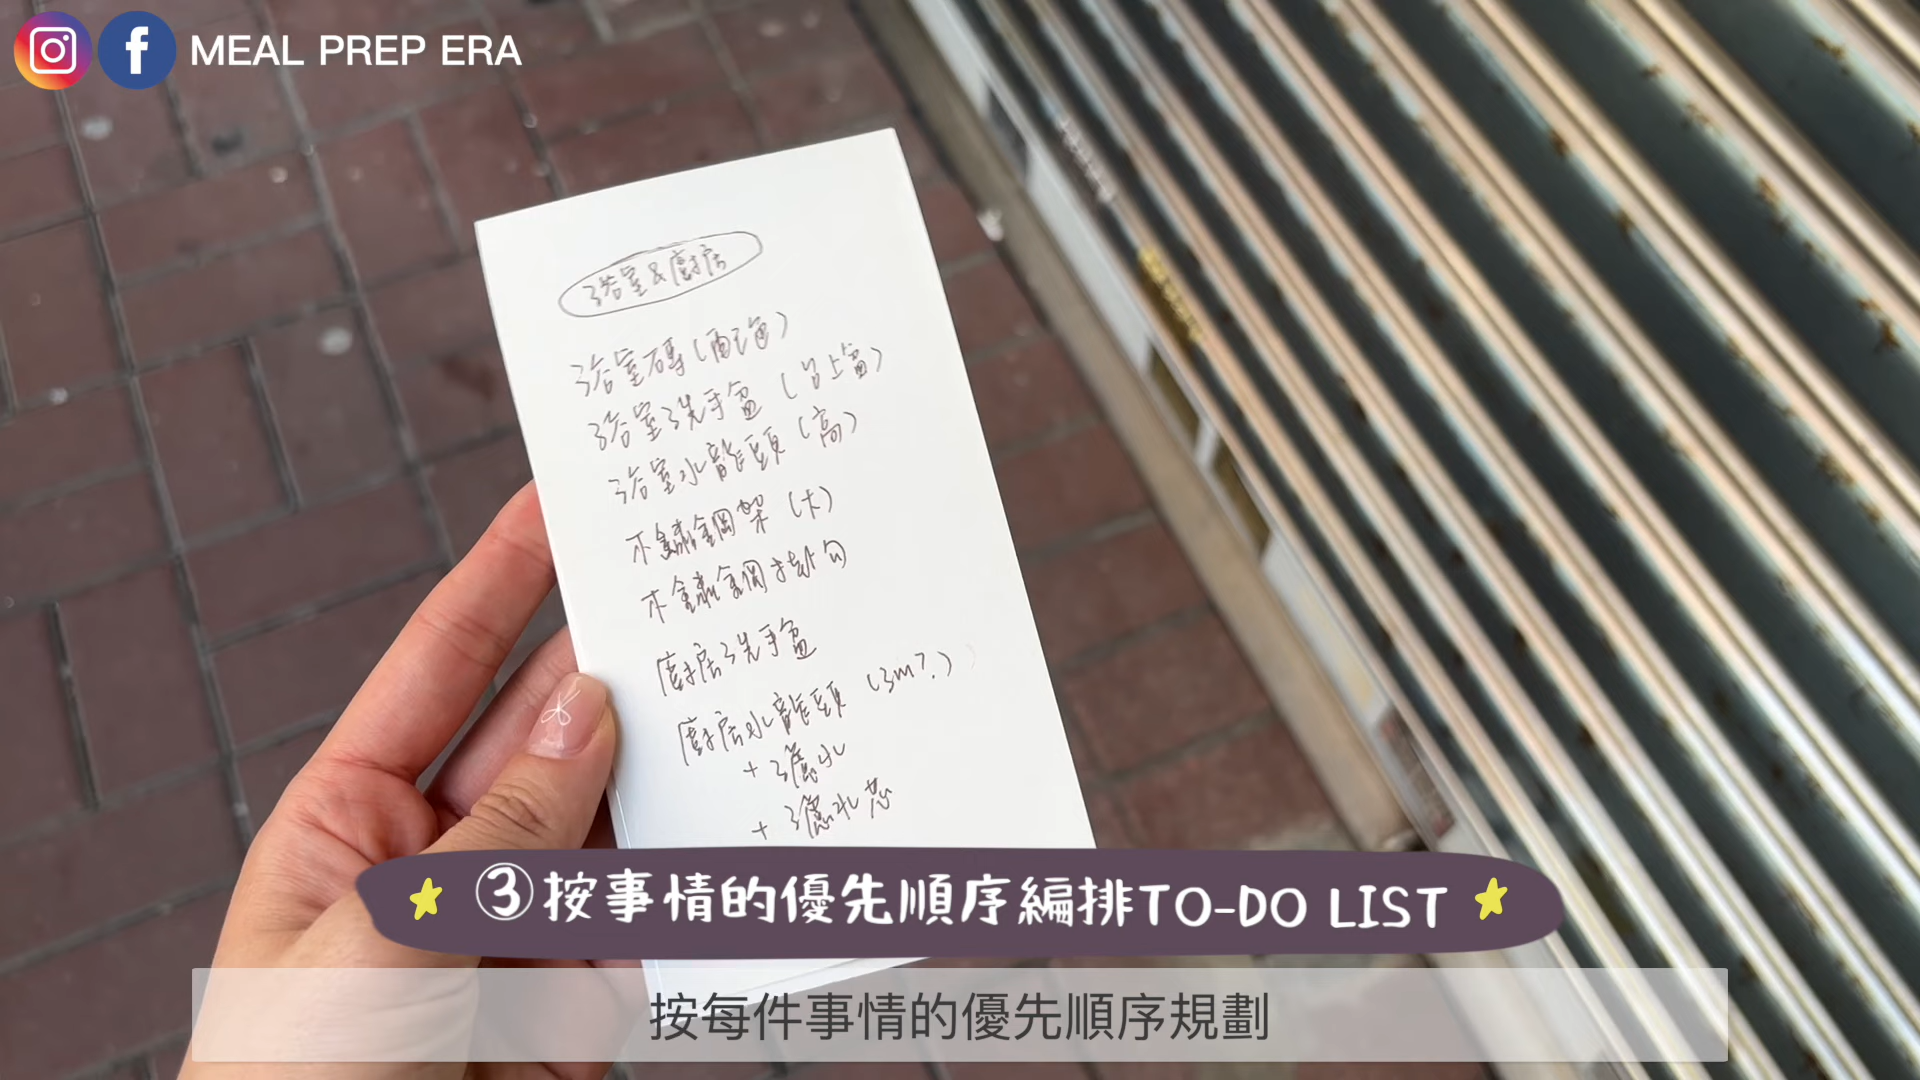 MEAL PREP ERA
浴室&廚房
浴室磚(配色)
浴室洗手盆(台上盆)
浴室水龍頭(高)
不鏽鋼架(大)
不鏽鋼掛勾
廚房洗手盆
廚房水龍頭(3m?)
+濾水
+濾水芯
③按事情的優先順序編排TO-DO LIST
按每件事情的優先順序規劃